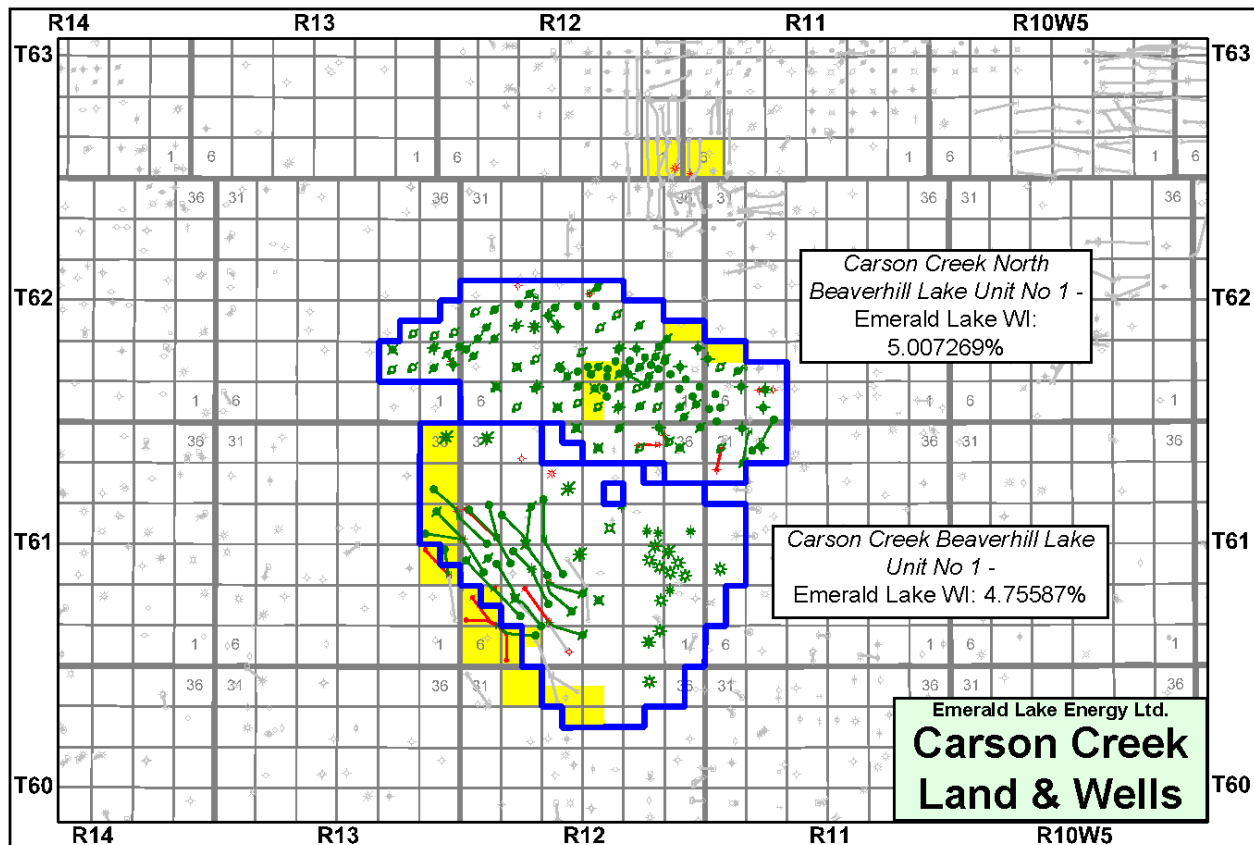 R14 R13 R12 R11 R10W5
T63 T63
1 6 1 6 1 6 1 6 1 6
36 31 36 31 36 31 36 31 36
Carson Creek North
Beaverhill Lake Unit No 1 -
Emerald Lake WI:
5.007269%
T62 T62
1 6 1 6 1 6 1 6 1
36 31 36 31 36 31 36 31 36
Carson Creek Beaverhill Lake
Unit No 1 -
Emerald Lake WI: 4.75587%
T61 T61
1 6 1 6 1 6 1 6 1
36 31 36 31 36 31 36 31 36
Emerald Lake Energy Ltd.
Carson Creek
Land & Wells
T60 T60
R14 R13 R12 R11 R10W5